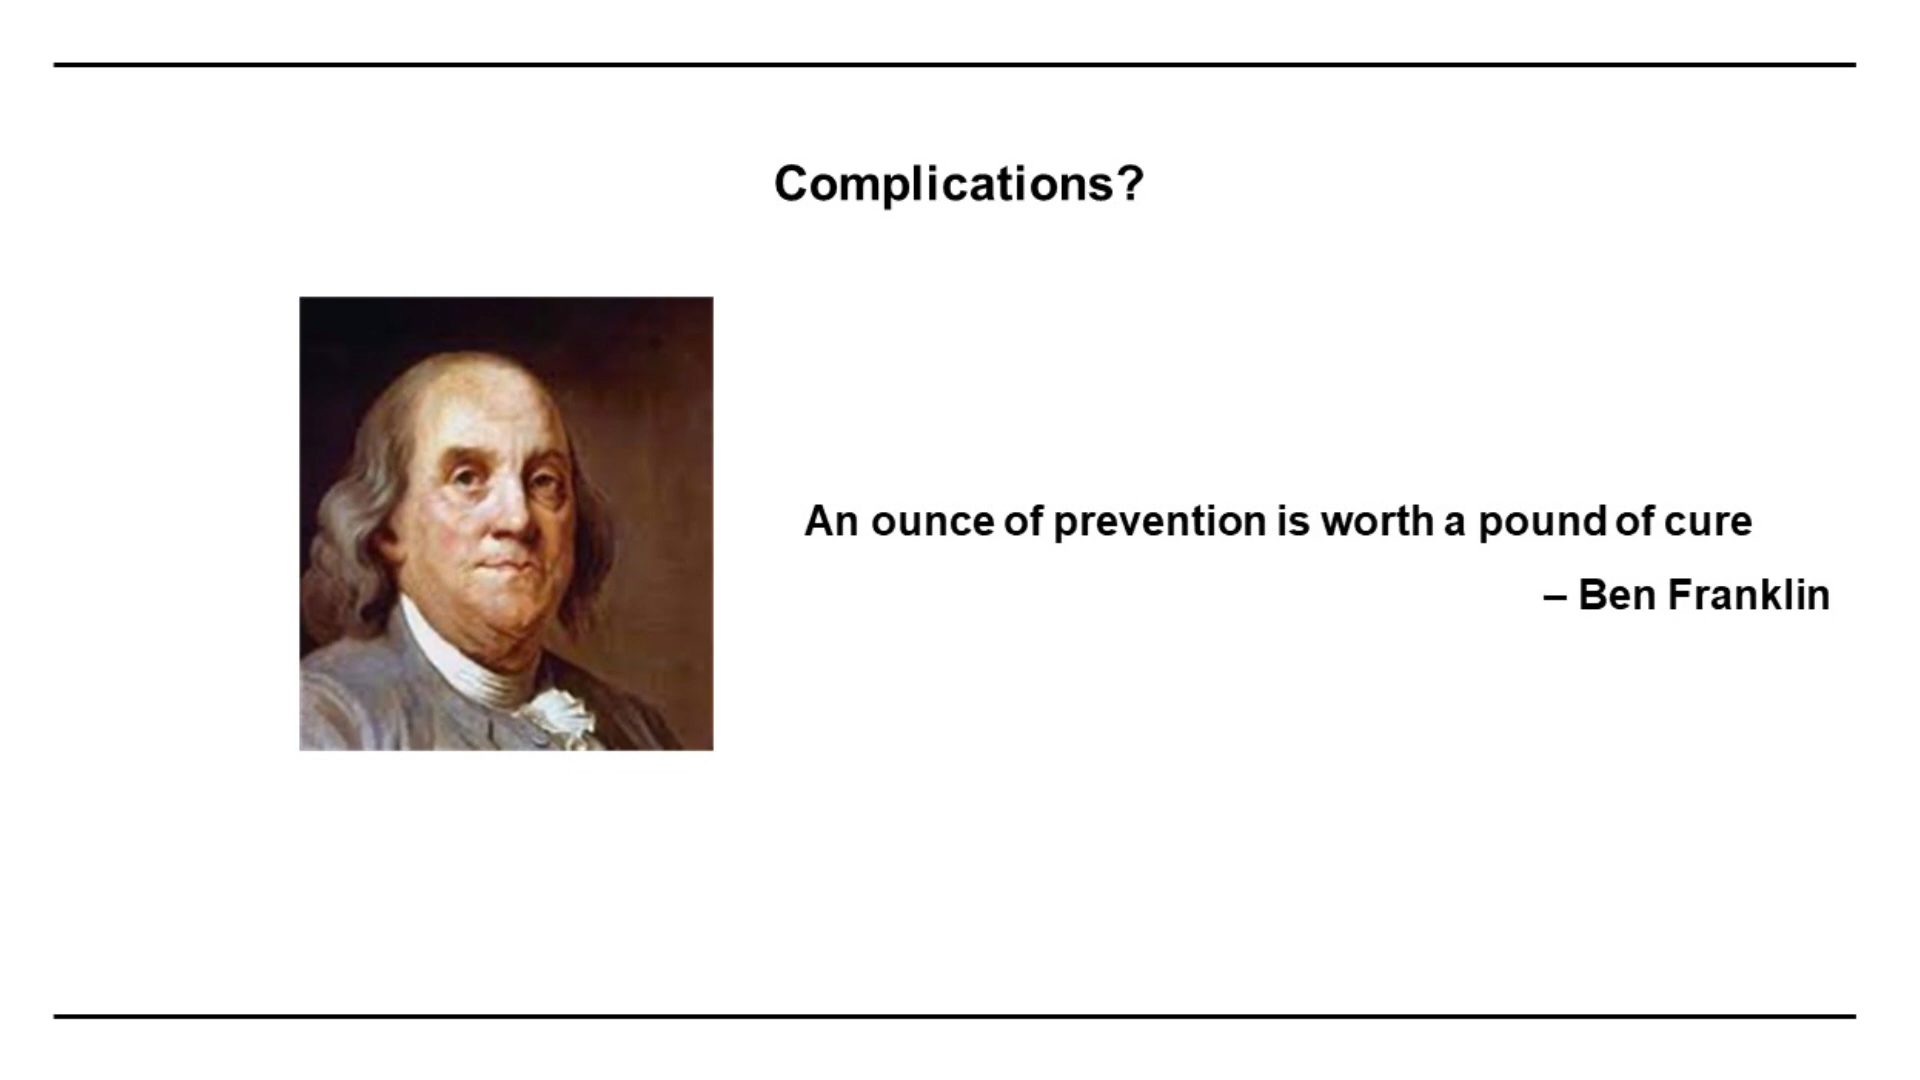 Complications?
An ounce of prevention is worth a pound of cure
– Ben Franklin